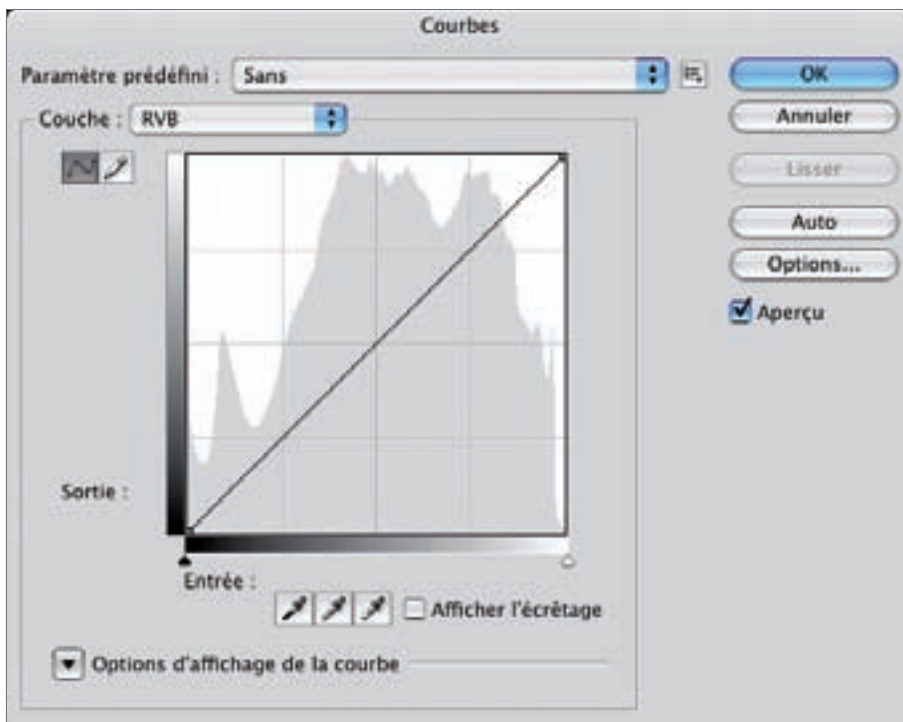 Courbes
Paramètre prédéfini : Sans
OK
Couche : RVB
Annuler
Lisser
Auto
Options...
Aperçu
Sortie :
Entrée :
Afficher l'écrêtage
Options d'affichage de la courbe